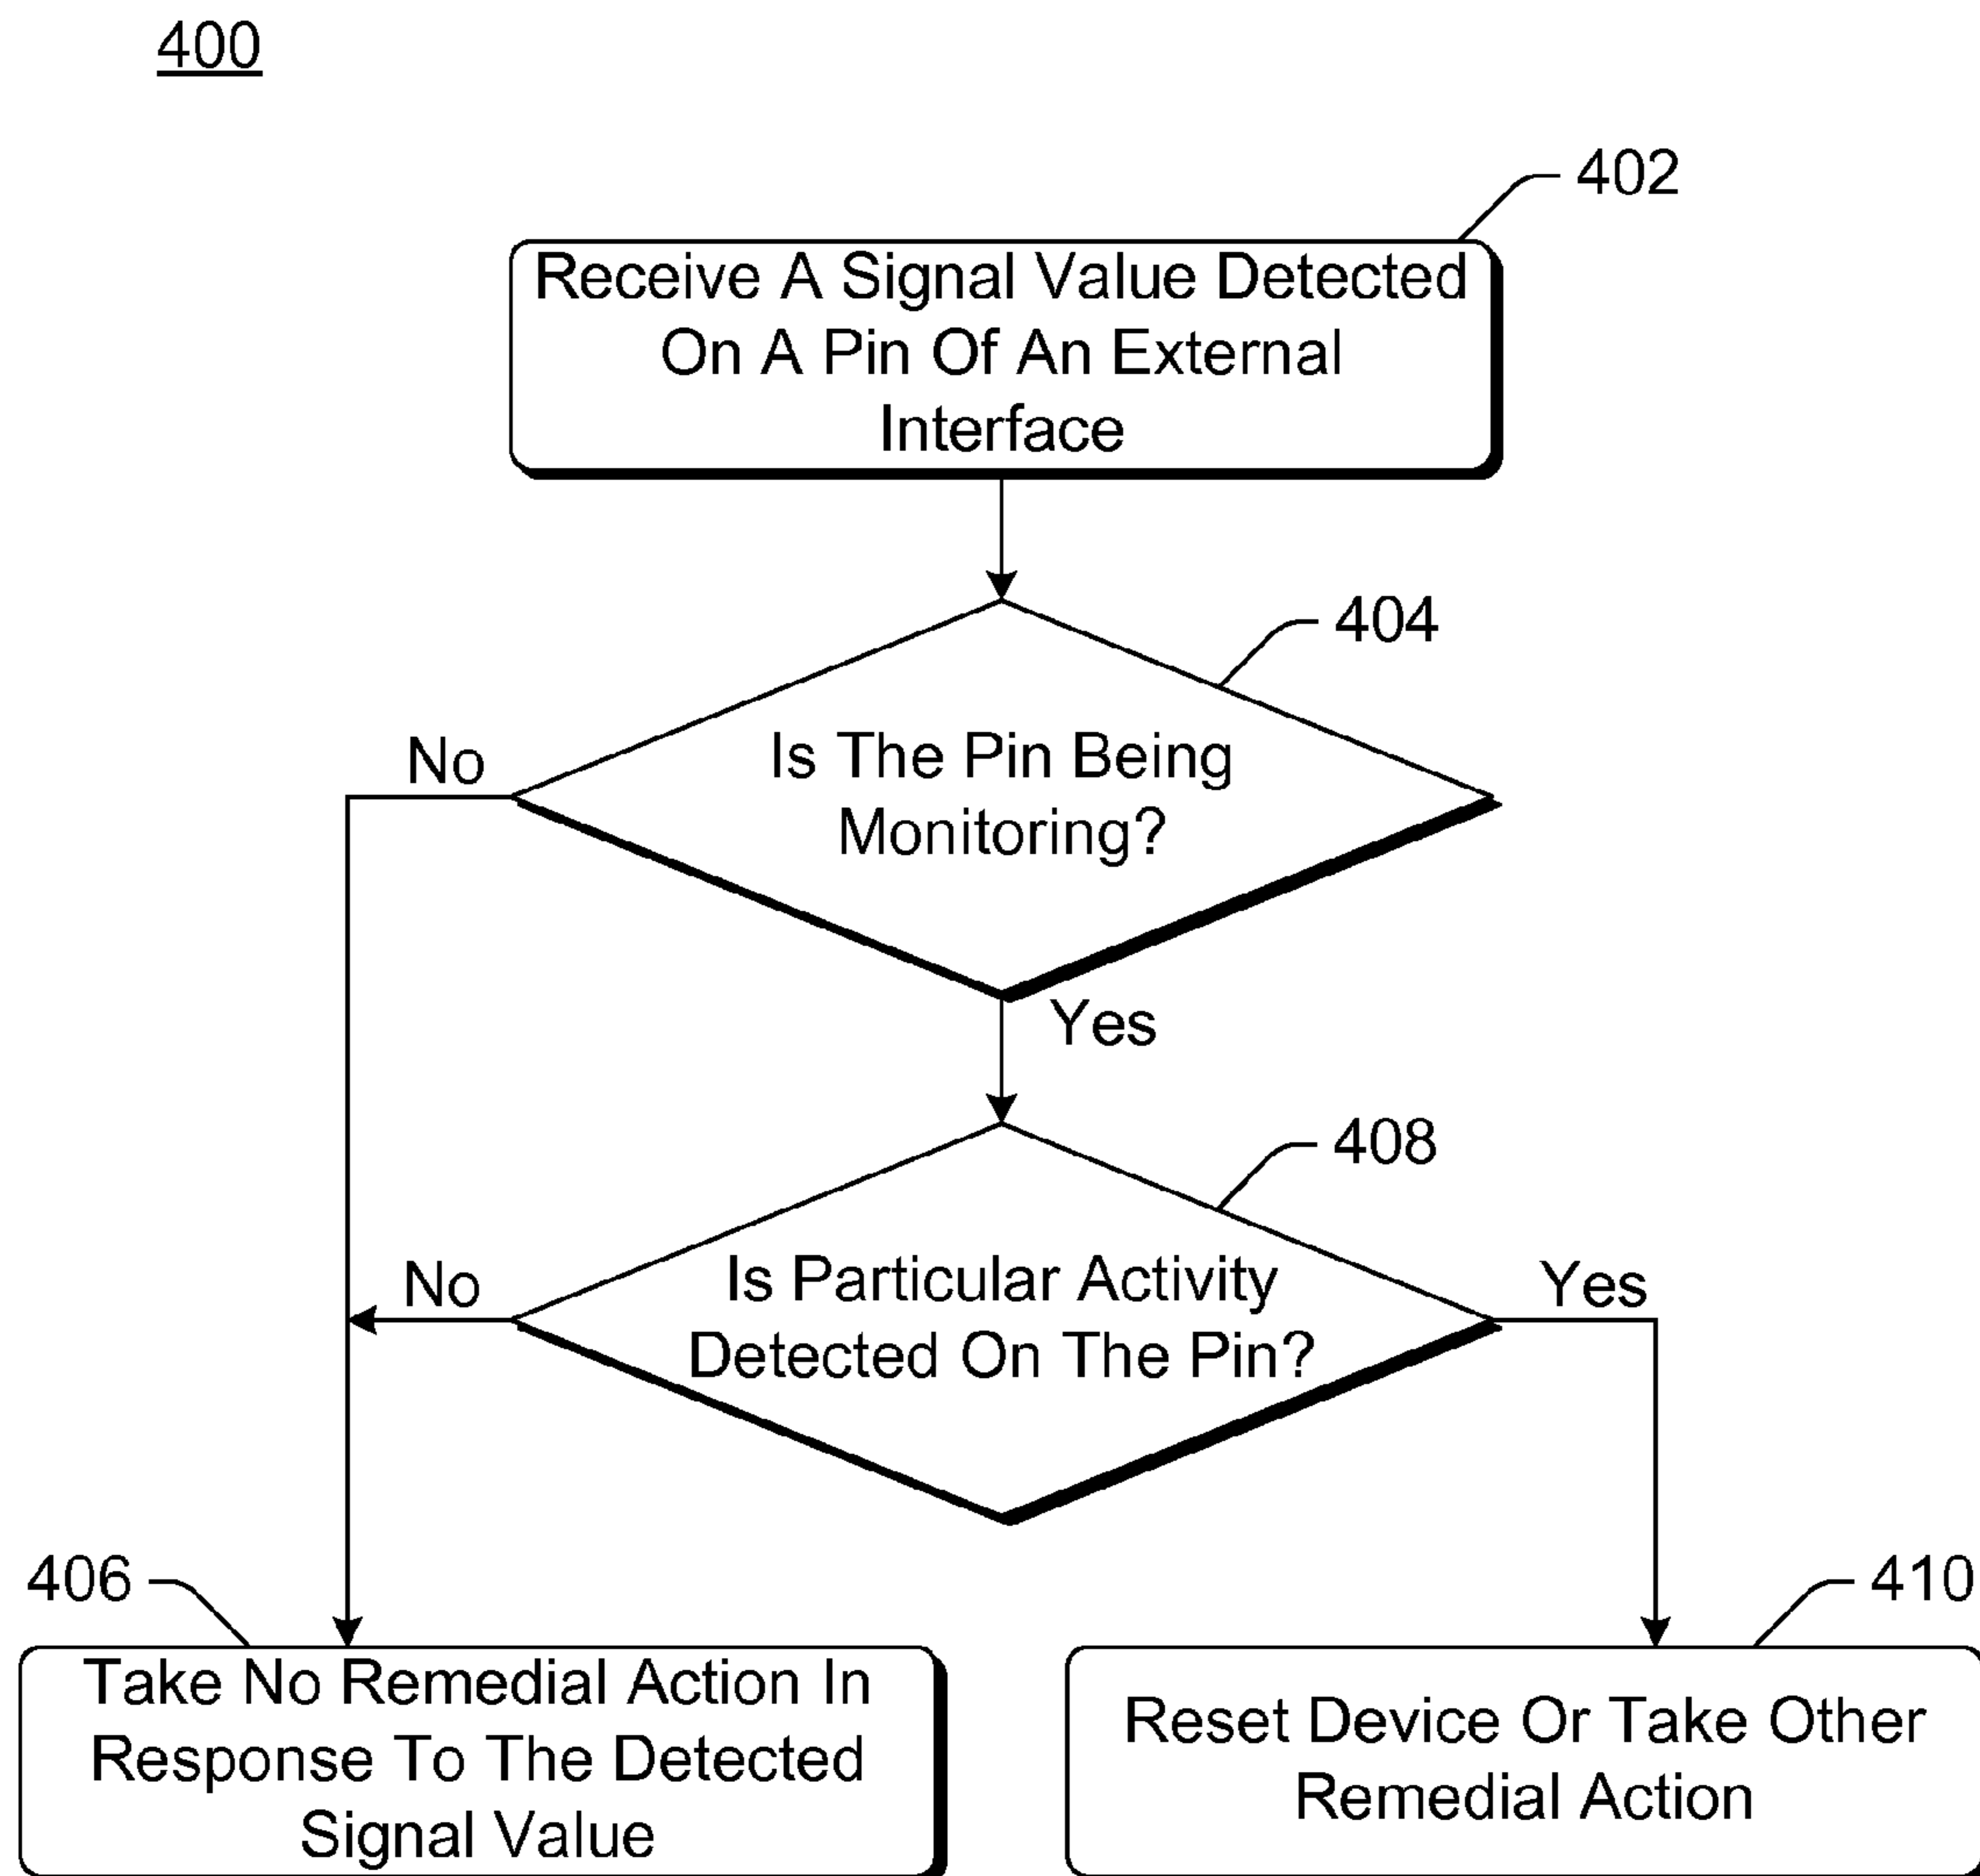 400
402
Receive A Signal Value Detected
On A Pin Of An External
Interface
404
Is The Pin Being
Monitoring?
No
Yes
408
Is Particular Activity
Detected On The Pin?
No
Yes
406
Take No Remedial Action In
Response To The Detected
Signal Value
410
Reset Device Or Take Other
Remedial Action